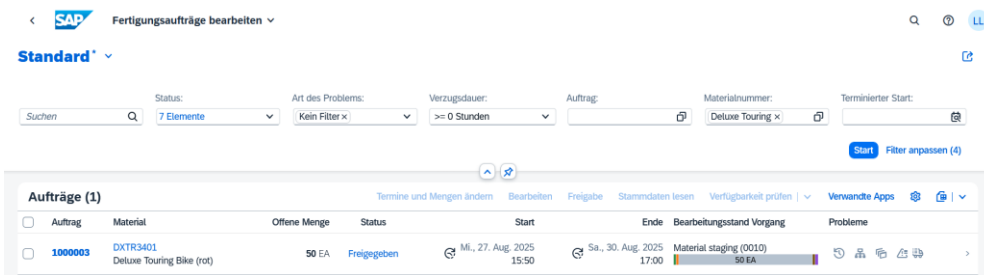 SAP Fertigungsaufträge bearbeiten LL
Standard*
Status: Art des Problems: Verzugsdauer: Auftrag: Materialnummer: Terminierter Start:
Suchen 7 Elemente Kein Filter × >= 0 Stunden Deluxe Touring ×
Start Filter anpassen (4)
Aufträge (1) Termine und Mengen ändern Bearbeiten Freigabe Stammdaten lesen Verfügbarkeit prüfen Verwandte Apps
Auftrag Material Offene Menge Status Start Ende Bearbeitungsstand Vorgang Probleme
1000003 DXTR3401 50 EA Freigegeben Mi., 27. Aug. 2025 Sa., 30. Aug. 2025 Material staging (0010)
Deluxe Touring Bike (rot) 15:50 17:00 50 EA